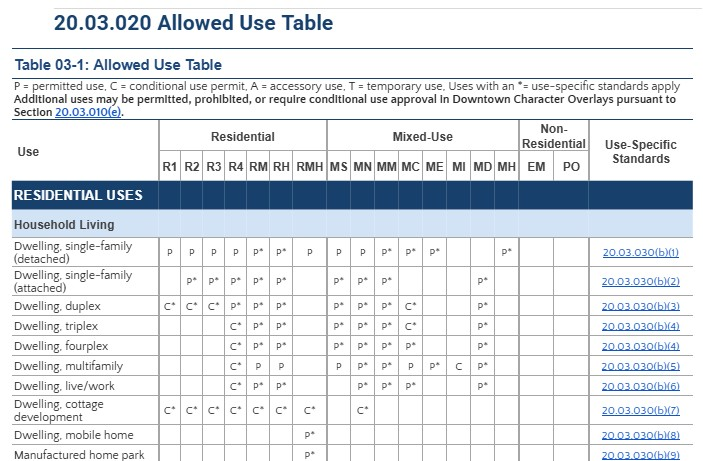 20.03.020 Allowed Use Table
Table 03-1: Allowed Use Table
P = permitted use, C = conditional use permit, A = accessory use, T = temporary use, Uses with an *= use-specific standards apply
Additional uses may be permitted, prohibited, or require conditional use approval in Downtown Character Overlays pursuant to
Section 20.03.010(e).
Use Residential Mixed-Use Non-Residential Use-Specific Standards
R1 R2 R3 R4 RM RH RMH MS MN MM MC ME MI MD MH EM PO
RESIDENTIAL USES
Household Living
Dwelling, single-family (detached) P P P P P* P* P P P P* P* P* P* 20.03.030(b)(1)
Dwelling, single-family (attached) P* P* P* P* P* P* P* P* P* 20.03.030(b)(2)
Dwelling, duplex C* C* C* P* P* P* P* P* P* C* P* 20.03.030(b)(3)
Dwelling, triplex C* P* P* P* P* P* C* P* 20.03.030(b)(4)
Dwelling, fourplex C* P* P* P* P* P* P* P* 20.03.030(b)(4)
Dwelling, multifamily C* P P P P* P* P P* C P* 20.03.030(b)(5)
Dwelling, live/work C* P* P* P* P* P* P* 20.03.030(b)(6)
Dwelling, cottage development C* C* C* C* C* C* C* C* 20.03.030(b)(7)
Dwelling, mobile home P* 20.03.030(b)(8)
Manufactured home park P* 20.03.030(b)(9)